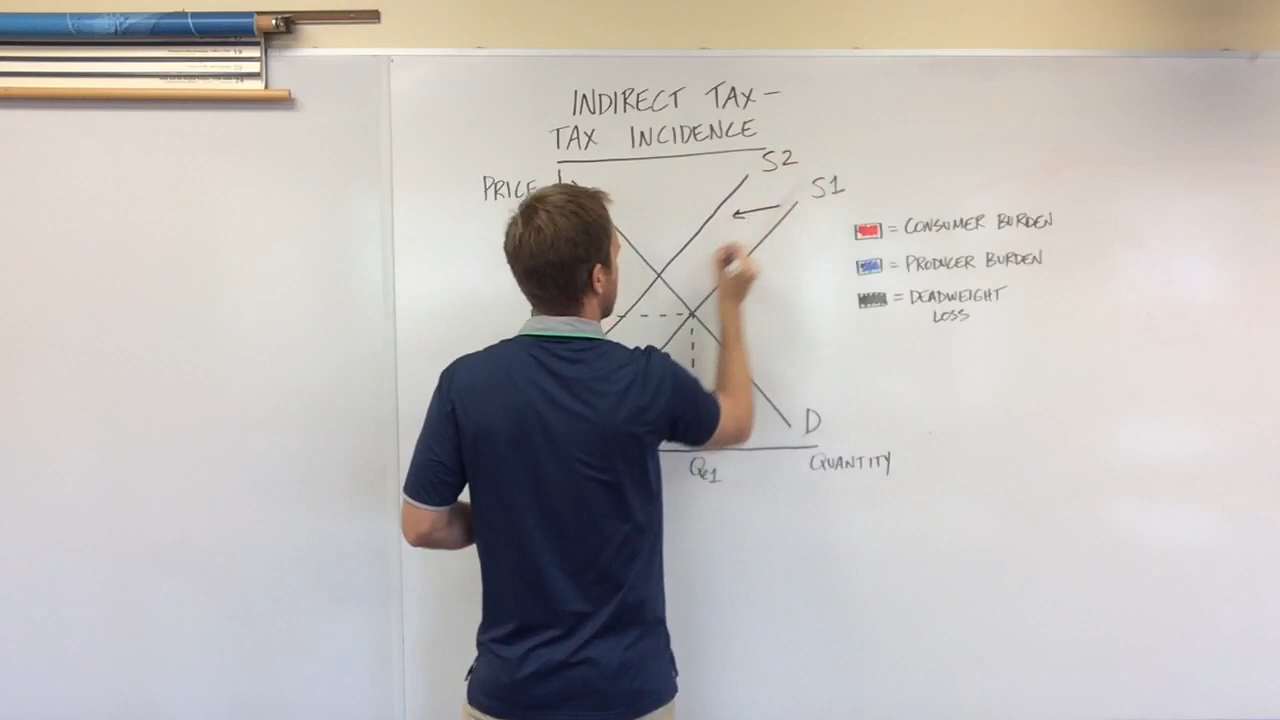 INDIRECT TAX -
TAX INCIDENCE
S2
S1
PRICE
= CONSUMER BURDEN
= PRODUCER BURDEN
= DEADWEIGHT
LOSS
D
Qe1
QUANTITY